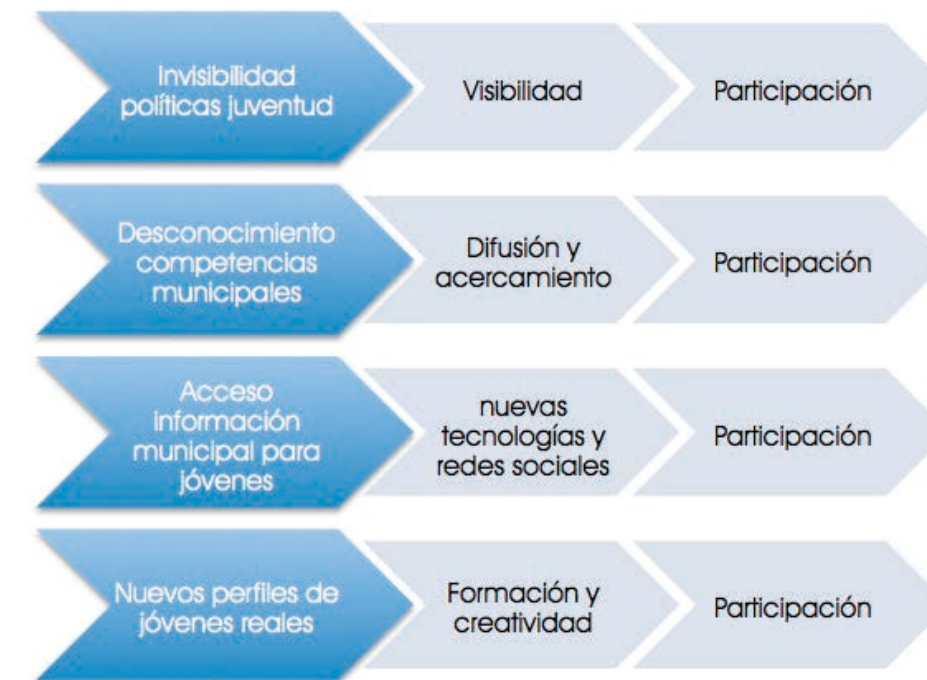 Invisibilidad
políticas juventud
Visibilidad
Participación
Desconocimiento
competencias
municipales
Difusión y
acercamiento
Participación
Acceso
información
municipal para
jóvenes
nuevas
tecnologías y
redes sociales
Participación
Nuevos perfiles de
jóvenes reales
Formación y
creatividad
Participación